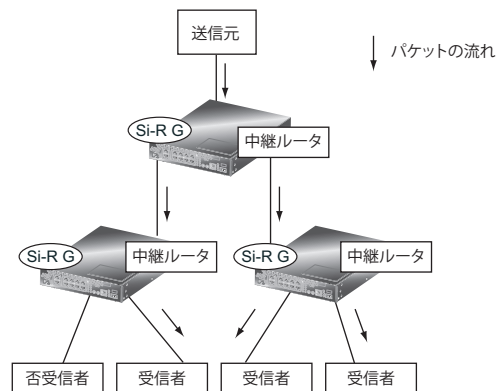 送信元
パケットの流れ
Si-R G
中継ルータ
Si-R G
中継ルータ
Si-R G
中継ルータ
否受信者
受信者
受信者
受信者